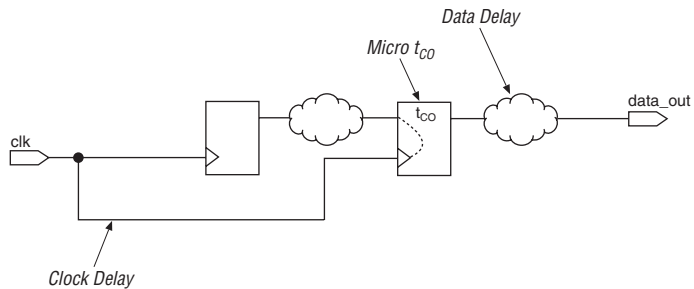 Data Delay
Micro tCO
tCO
data_out
clk
Clock Delay